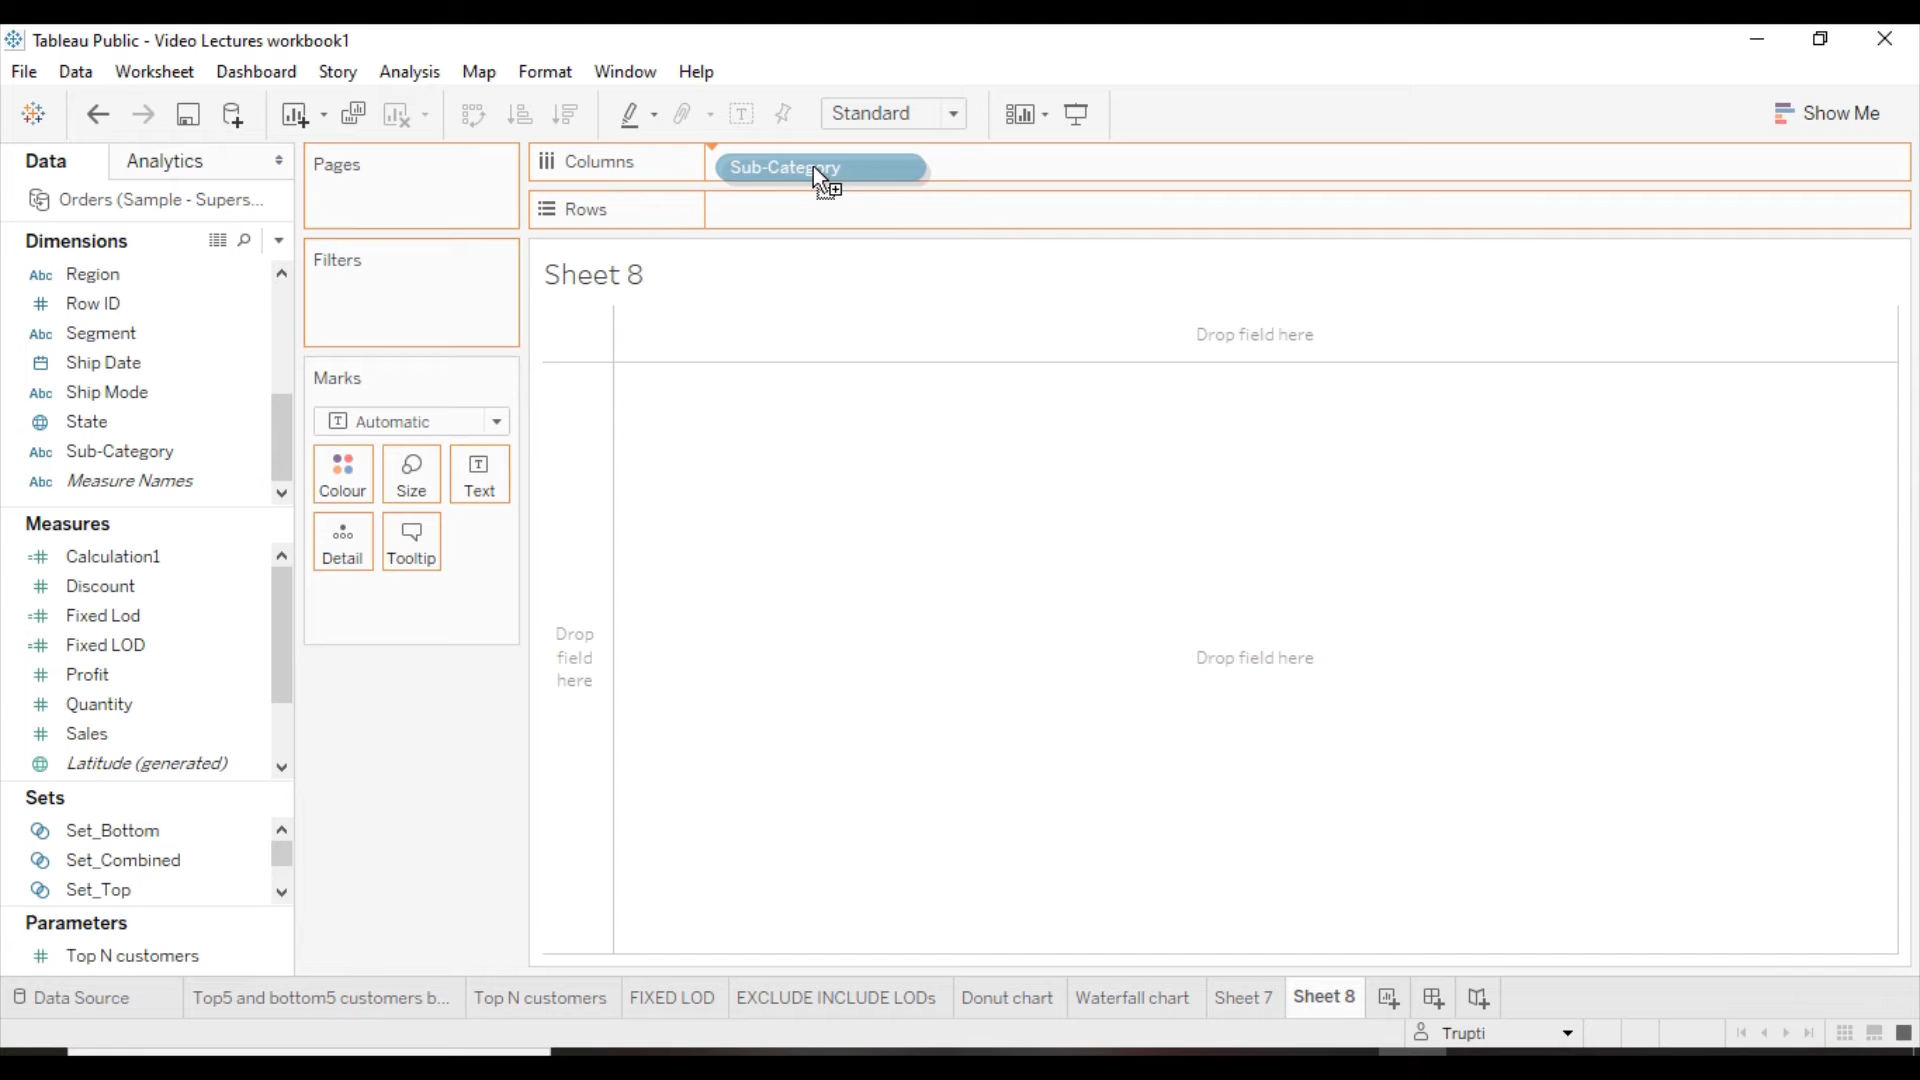 Tableau Public - Video Lectures workbook1
File Data Worksheet Dashboard Story Analysis Map Format Window Help
Standard
Show Me
Data Analytics
Orders (Sample - Supers...
Dimensions
Abc Region
# Row ID
Abc Segment
Ship Date
Abc Ship Mode
State
Abc Sub-Category
Abc Measure Names
Measures
=# Calculation1
# Discount
=# Fixed Lod
=# Fixed LOD
# Profit
# Quantity
# Sales
Latitude (generated)
Sets
Set_Bottom
Set_Combined
Set_Top
Parameters
# Top N customers
Pages
Filters
Marks
T Automatic
Colour Size T Text
Detail Tooltip
Columns Sub-Category
Rows
Sheet 8
Drop field here
Drop
field
here
Drop field here
Data Source Top5 and bottom5 customers b... Top N customers FIXED LOD EXCLUDE INCLUDE LODs Donut chart Waterfall chart Sheet 7 Sheet 8
Trupti